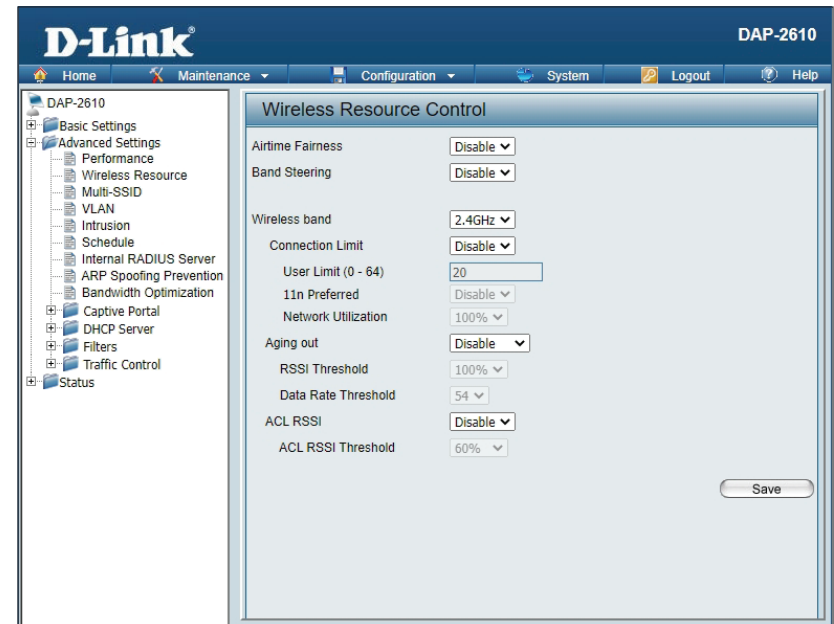 D-Link®
DAP-2610
Home Maintenance Configuration System Logout Help
DAP-2610
Basic Settings
Advanced Settings
Performance
Wireless Resource
Multi-SSID
VLAN
Intrusion
Schedule
Internal RADIUS Server
ARP Spoofing Prevention
Bandwidth Optimization
Captive Portal
DHCP Server
Filters
Traffic Control
Status
Wireless Resource Control
Airtime Fairness Disable
Band Steering Disable
Wireless band 2.4GHz
Connection Limit Disable
User Limit (0 - 64) 20
11n Preferred Disable
Network Utilization 100%
Aging out Disable
RSSI Threshold 100%
Data Rate Threshold 54
ACL RSSI Disable
ACL RSSI Threshold 60%
Save